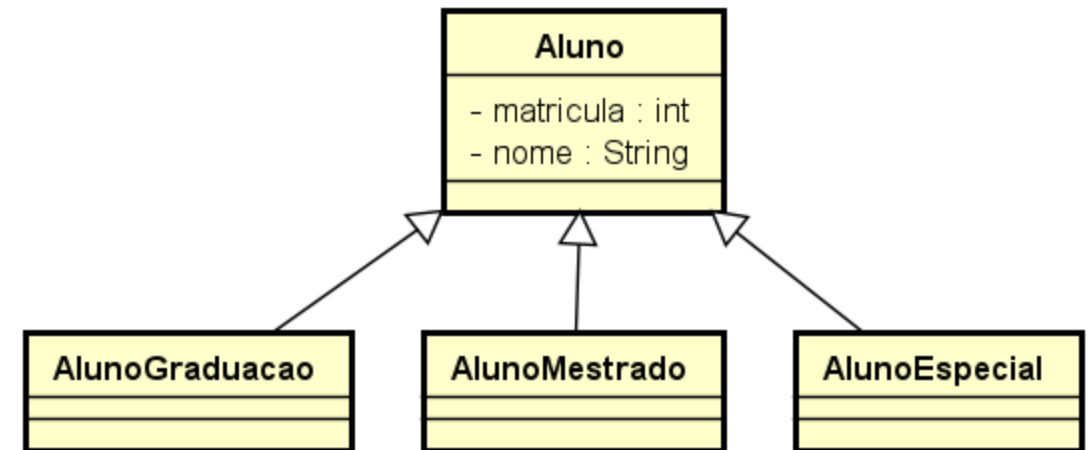 Aluno
- matricula : int
- nome : String
AlunoGraduacao
AlunoMestrado
AlunoEspecial